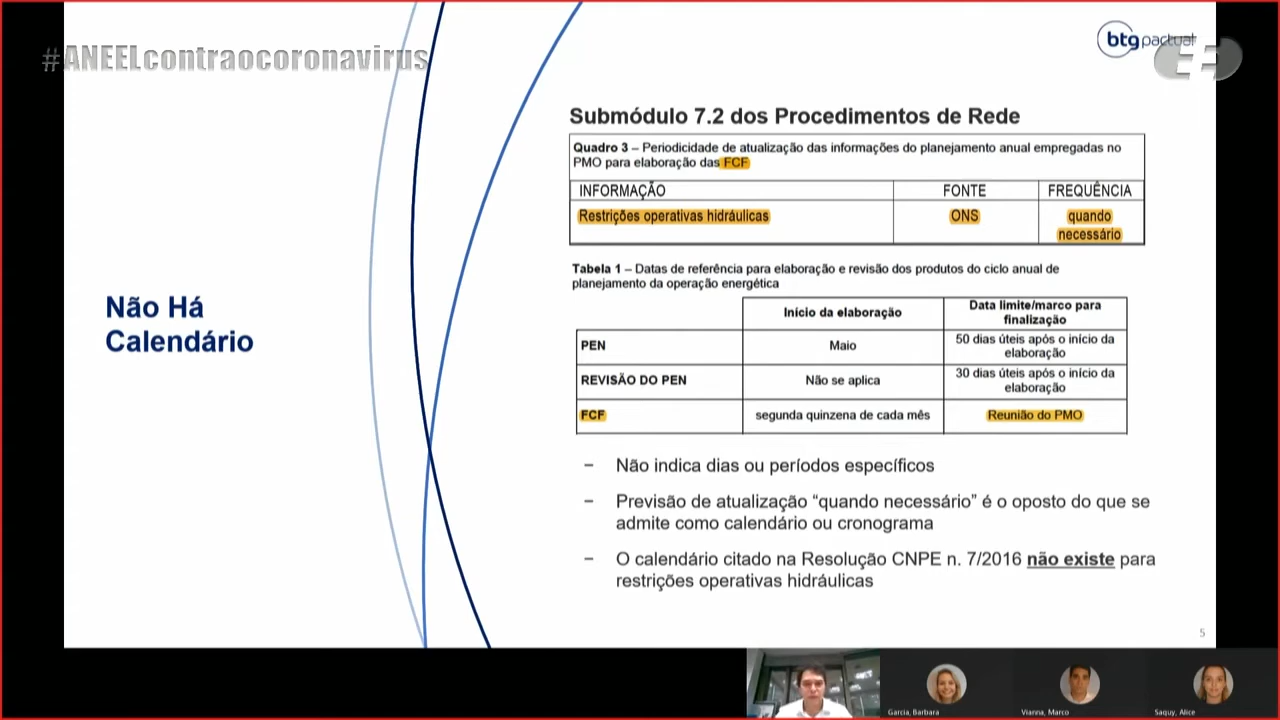 #ANEELcontraocoronavirus
btgpactual
Submódulo 7.2 dos Procedimentos de Rede
Quadro 3 – Periodicidade de atualização das informações do planejamento anual empregadas no
PMO para elaboração das FCF
INFORMAÇÃO FONTE FREQUÊNCIA
Restrições operativas hidráulicas ONS quando
necessário
Tabela 1 – Datas de referência para elaboração e revisão dos produtos do ciclo anual de
planejamento da operação energética
Início da elaboração Data limite/marco para
finalização
PEN Maio 50 dias úteis após o início da
elaboração
REVISÃO DO PEN Não se aplica 30 dias úteis após o início da
elaboração
FCF segunda quinzena de cada mês Reunião do PMO
Não Há
Calendário
– Não indica dias ou períodos específicos
– Previsão de atualização “quando necessário” é o oposto do que se
admite como calendário ou cronograma
– O calendário citado na Resolução CNPE n. 7/2016 não existe para
restrições operativas hidráulicas
5
Garcia, Barbara
Vianna, Marco
Saquy, Alice